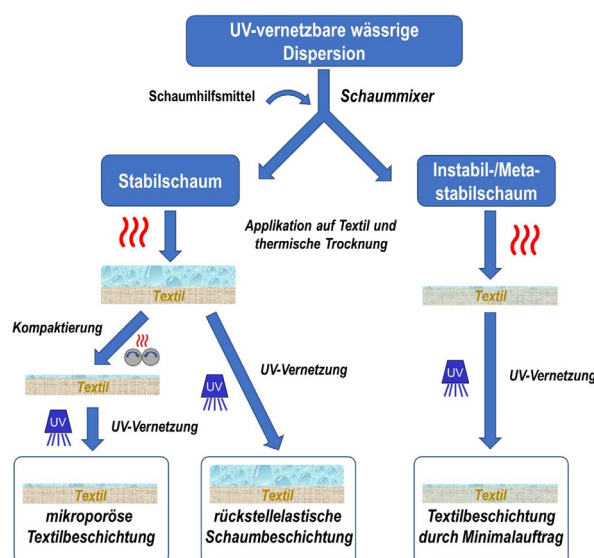 UV-vernetzbare wässrige
Dispersion
Schaumhilfsmittel
Schaummixer
Stabilschaum
Instabil-/Meta-
stabilschaum
Applikation auf Textil und
thermische Trocknung
Textil
Textil
Kompaktierung
Textil
UV
UV-Vernetzung
UV
UV-Vernetzung
UV
UV-Vernetzung
Textil
mikroporöse
Textilbeschichtung
Textil
rückstellelastische
Schaumbeschichtung
Textil
Textilbeschichtung
durch Minimalauftrag